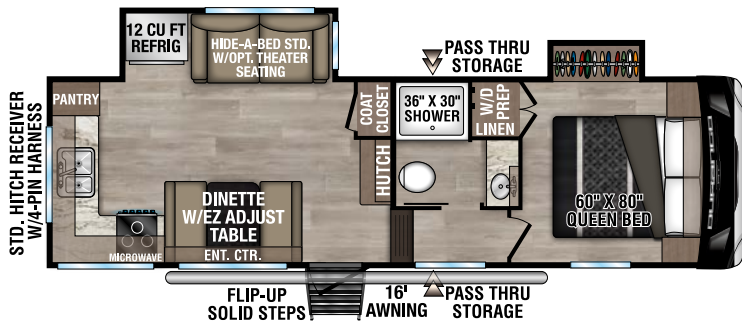 12 CU FT
REFRIG
HIDE-A-BED STD.
W/OPT. THEATER
SEATING
PASS THRU
STORAGE
PANTRY
COAT
CLOSET
36" X 30"
SHOWER
W/D
PREP
LINEN
STD. HITCH RECEIVER
W/4-PIN HARNESS
HUTCH
DINETTE
W/EZ ADJUST
TABLE
60" X 80"
QUEEN BED
DURANGO
MICROWAVE
ENT. CTR.
FLIP-UP
SOLID STEPS
16'
AWNING
PASS THRU
STORAGE